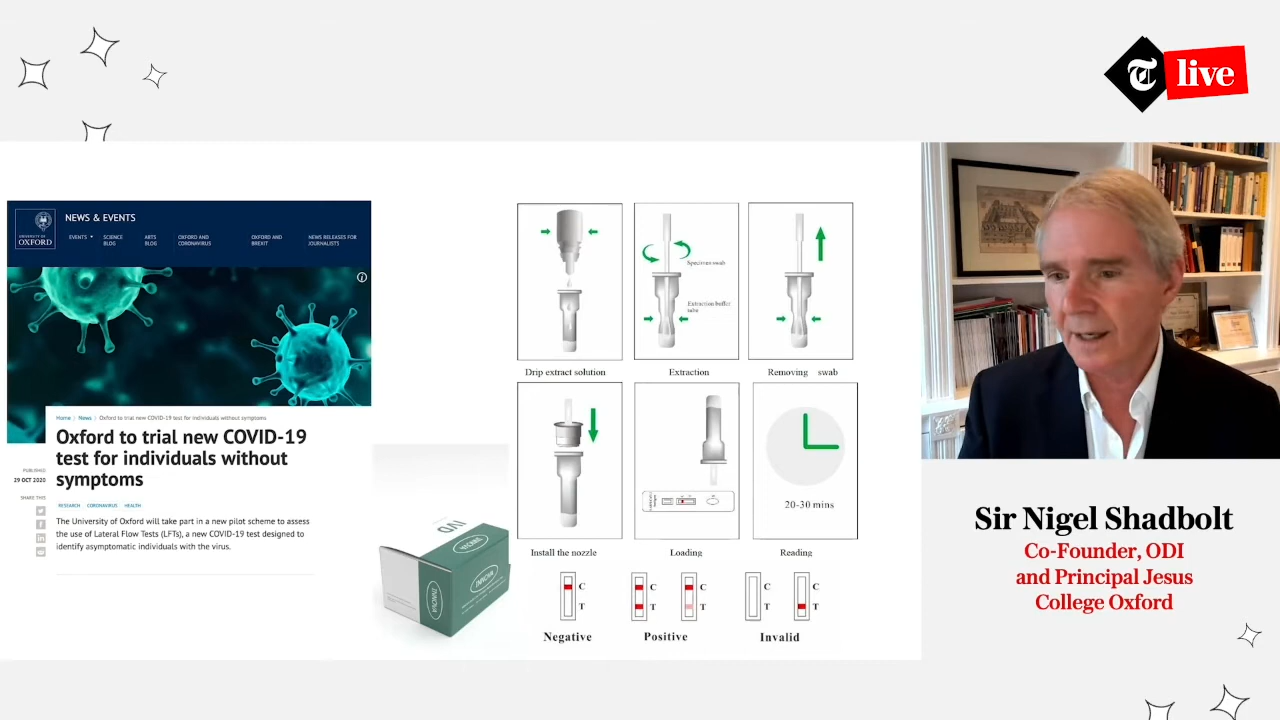 T live
UNIVERSITY OF
OXFORD
NEWS & EVENTS
EVENTS
SCIENCE
BLOG
ARTS
BLOG
OXFORD AND
CORONAVIRUS
OXFORD AND
BREXIT
NEWS RELEASES FOR
JOURNALISTS
Home
News
Oxford to trial new COVID-19 test for individuals without symptoms
Oxford to trial new COVID-19
test for individuals without
symptoms
PUBLISHED
29 OCT 2020
SHARE THIS
RESEARCH CORONAVIRUS HEALTH
The University of Oxford will take part in a new pilot scheme to assess
the use of Lateral Flow Tests (LFTs), a new COVID-19 test designed to
identify asymptomatic individuals with the virus.
IVD
INNOVA
INNOVA
Specimen swab
Extraction buffer
tube
Drip extract solution
Extraction
Removing swab
20-30 mins
Install the nozzle
Loading
Reading
C
T
C
T
C
T
C
T
C
T
Negative
Positive
Invalid
Sir Nigel Shadbolt
Co-Founder, ODI
and Principal Jesus
College Oxford